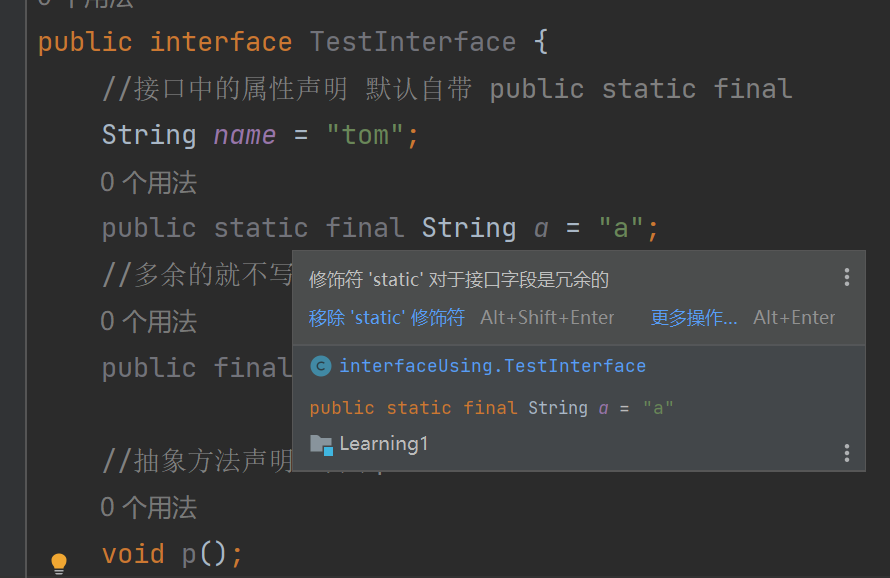 0 个用法
public interface TestInterface {
//接口中的属性声明 默认自带 public static final
String name = "tom";
0 个用法
public static final String a = "a";
//多余的就不写
0 个用法
public final
//抽象方法声明
0 个用法
void p();
修饰符 'static' 对于接口字段是冗余的
移除 'static' 修饰符 Alt+Shift+Enter 更多操作... Alt+Enter
C interfaceUsing.TestInterface
public static final String a = "a"
Learning1